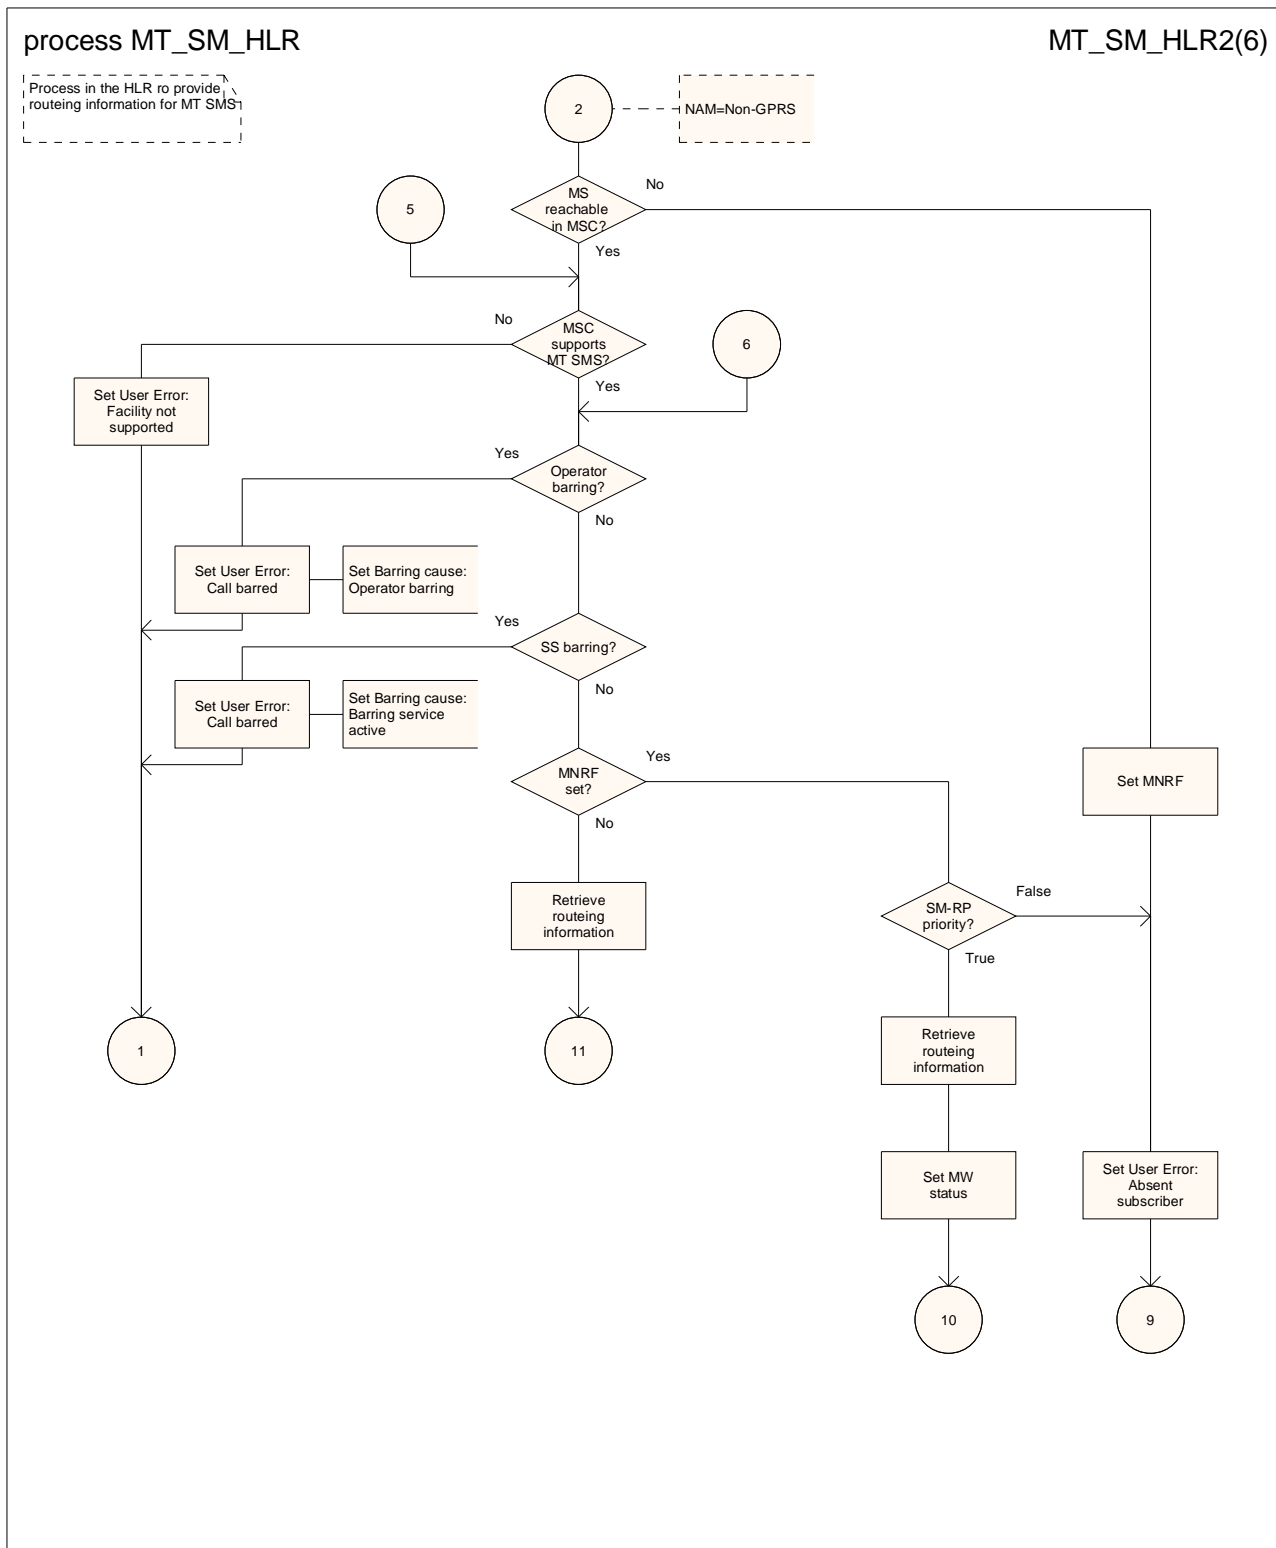 process MT_SM_HLR
MT_SM_HLR2(6)
Process in the HLR ro provide
routeing information for MT SMS
2
NAM=Non-GPRS
MS
reachable
in MSC?
No
5
Yes
No
MSC
supports
MT SMS?
6
Yes
Set User Error:
Facility not
supported
Yes
Operator
barring?
No
Set User Error:
Call barred
Set Barring cause:
Operator barring
Yes
SS barring?
No
Set User Error:
Call barred
Set Barring cause:
Barring service
active
Yes
MNRF
set?
Set MNRF
No
Retrieve
routeing
information
SM-RP
priority?
False
True
1
11
Retrieve
routeing
information
Set MW
status
Set User Error:
Absent
subscriber
10
9